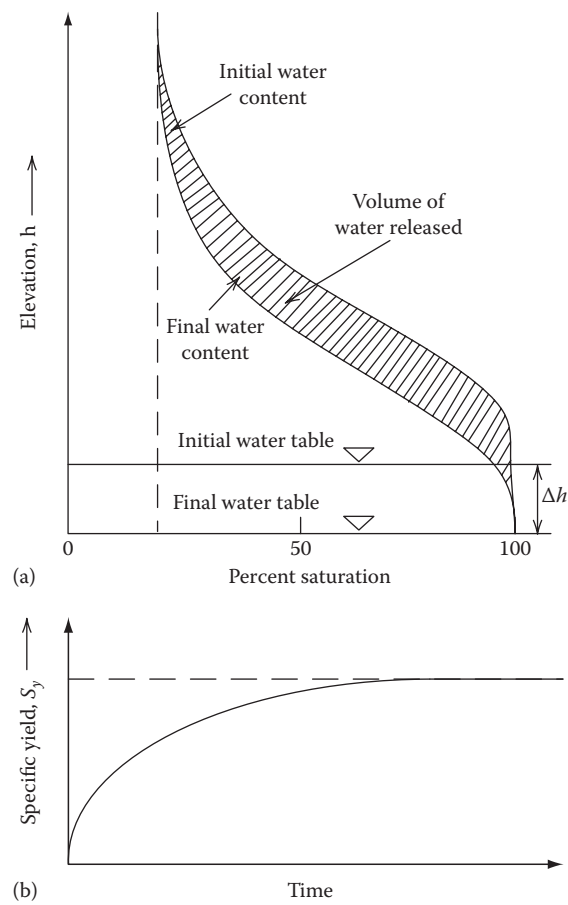 Initial water
content
Volume of
water released
Elevation, h
Final water
content
Initial water table
Δh
Final water table
0
50
100
(a)
Percent saturation
Specific yield, Sy
(b)
Time